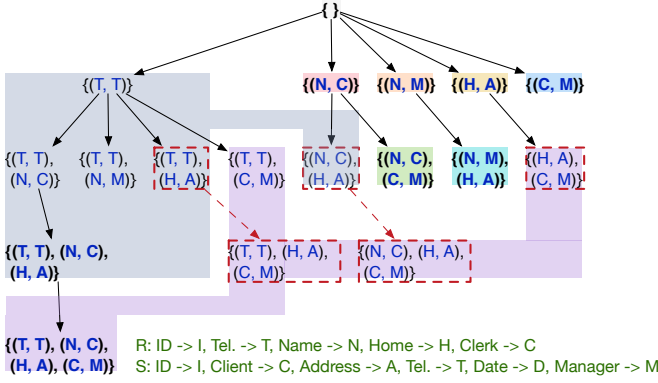 { }
{(T, T)} {(N, C)} {(N, M)} {(H, A)} {(C, M)}
{(T, T), {(T, T), {(T, T), {(T, T), {(N, C), {(N, C), {(N, M), {(H, A),
(N, C)} (N, M)} (H, A)} (C, M)} (H, A)} (C, M)} (H, A)} (C, M)}
{(T, T), (N, C), {(T, T), (H, A), {(N, C), (H, A),
(H, A)} (C, M)} (C, M)}
{(T, T), (N, C), R: ID -> I, Tel. -> T, Name -> N, Home -> H, Clerk -> C
(H, A), (C, M)} S: ID -> I, Client -> C, Address -> A, Tel. -> T, Date -> D, Manager -> M